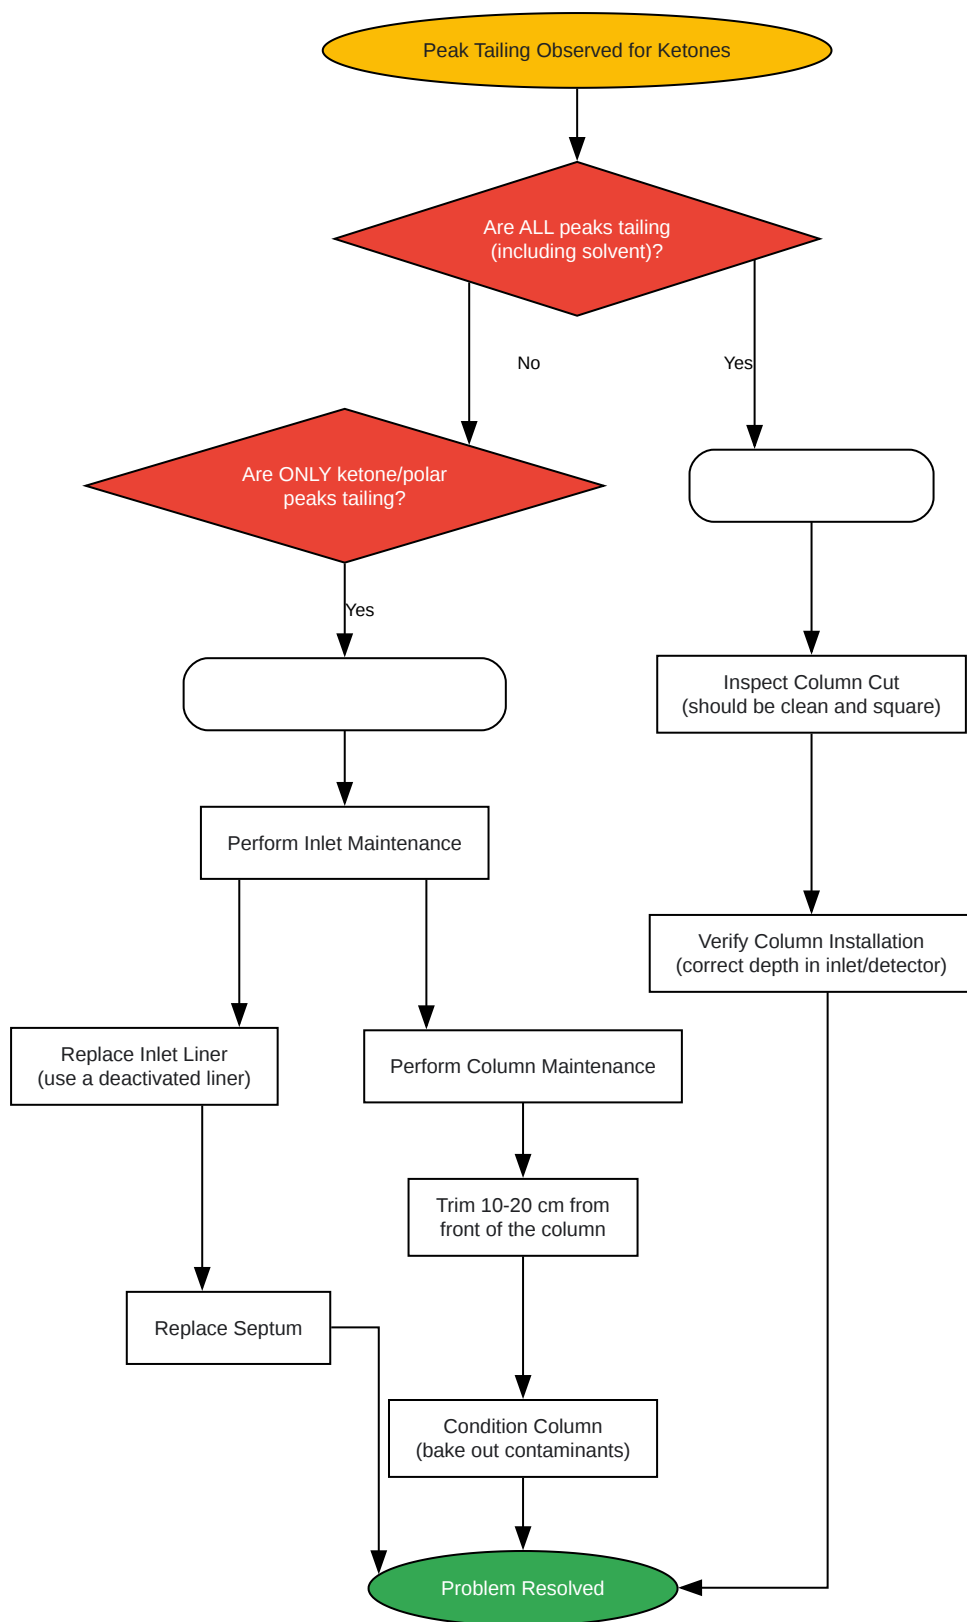 Peak Tailing Observed for Ketones
Are ALL peaks tailing
(including solvent)?
No
Yes
Are ONLY ketone/polar
peaks tailing?
Yes
Inspect Column Cut
(should be clean and square)
Perform Inlet Maintenance
Verify Column Installation
(correct depth in inlet/detector)
Replace Inlet Liner
(use a deactivated liner)
Perform Column Maintenance
Trim 10-20 cm from
front of the column
Replace Septum
Condition Column
(bake out contaminants)
Problem Resolved